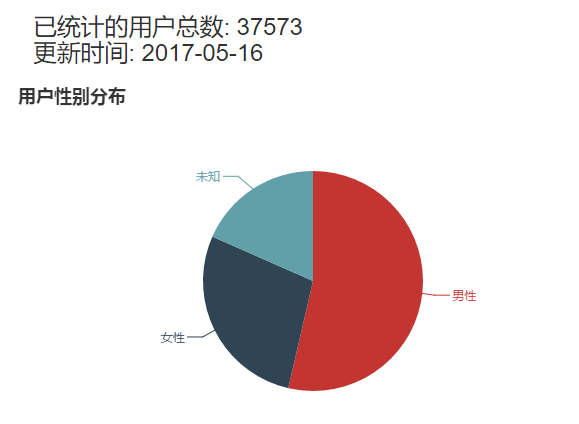 已统计的用户总数: 37573
更新时间: 2017-05-16
用户性别分布
未知
男性
女性